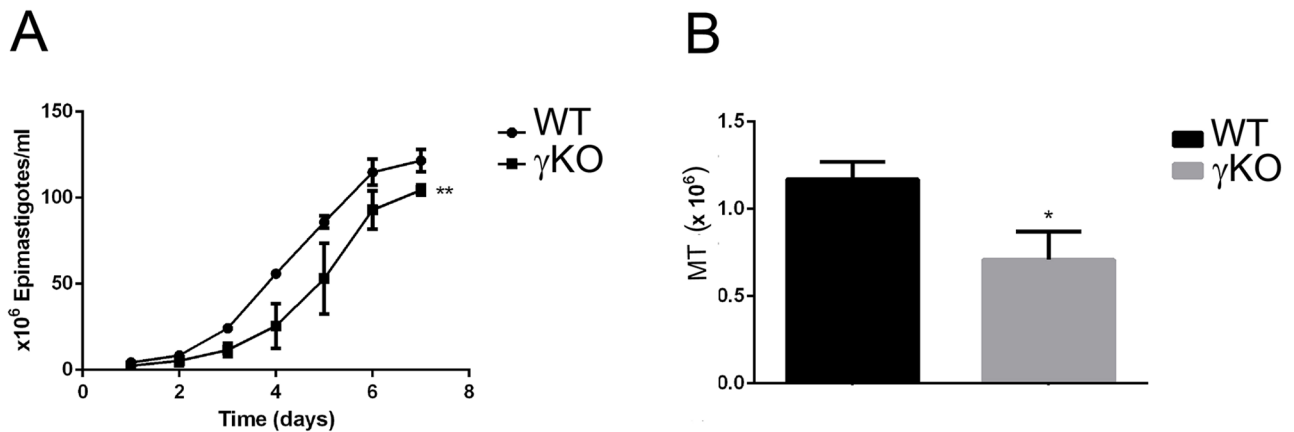 A
150
100
50
0
x10⁶ Epimastigotes/ml
0 2 4 6 8
Time (days)
WT
γKO
**
B
1.5
1.0
0.5
0.0
MT (x 10⁶)
*
WT
γKO